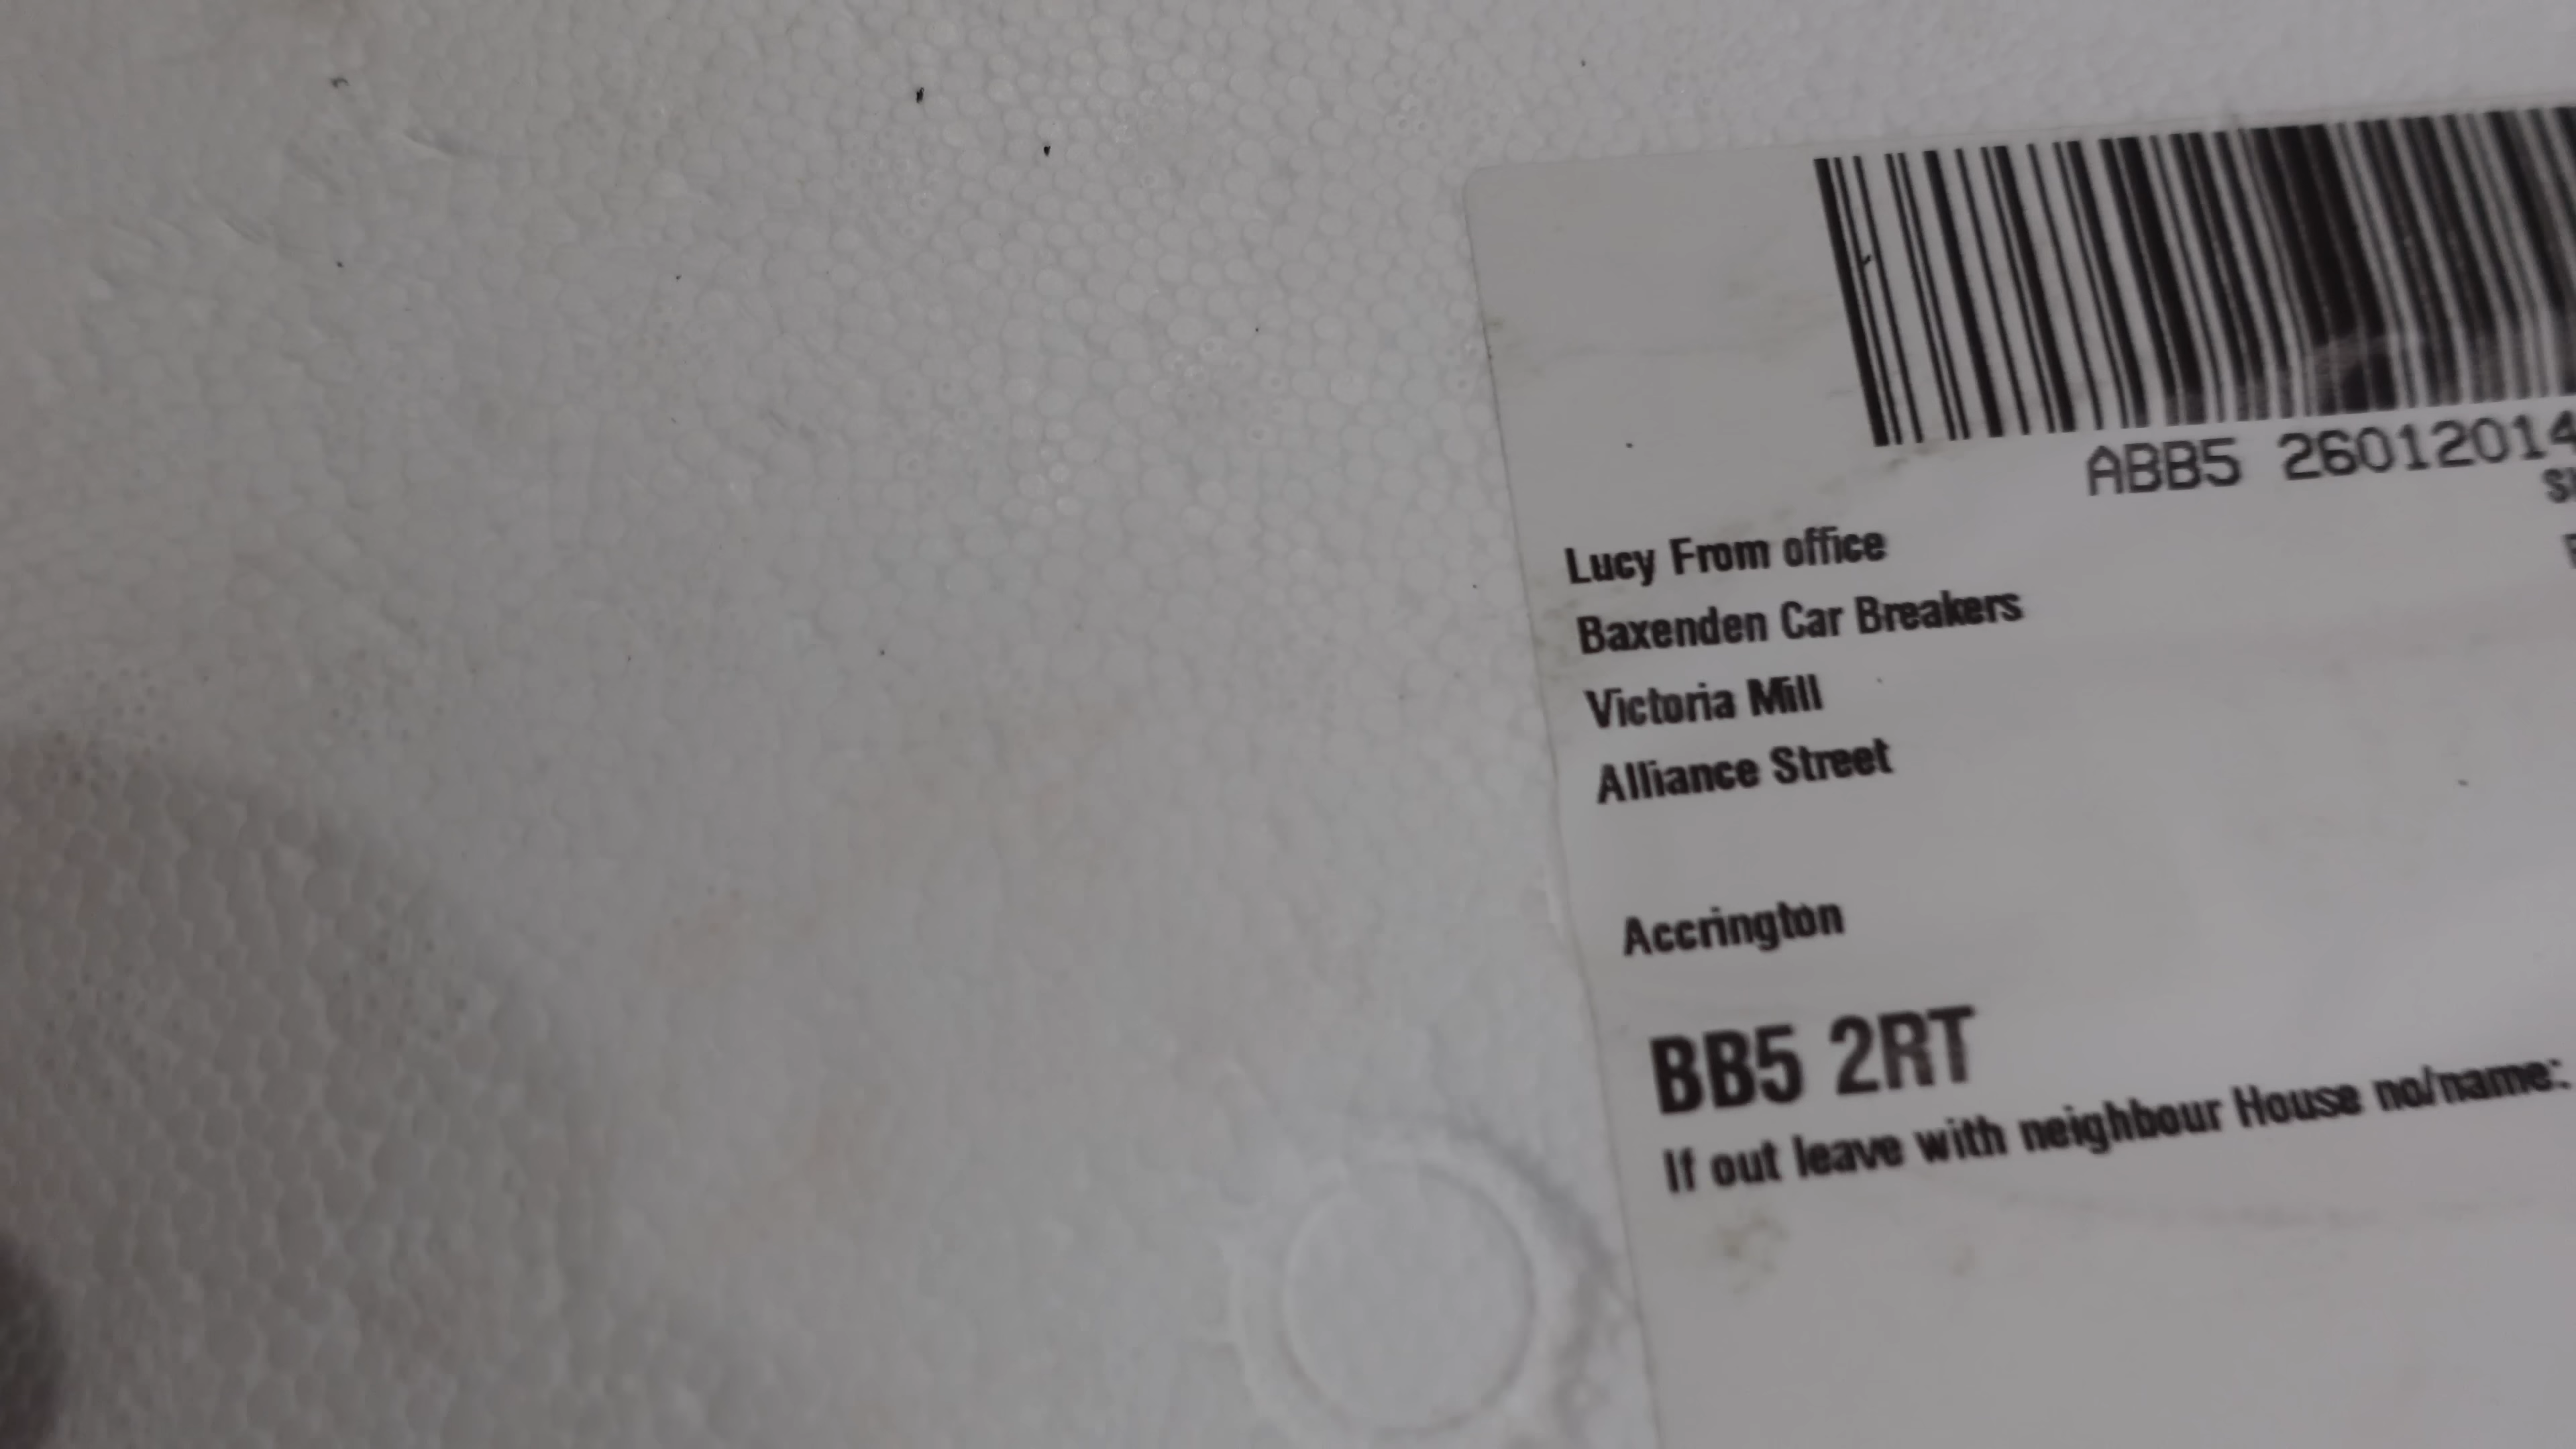 ABB5 26012014
Lucy From office
Baxenden Car Breakers
Victoria Mill
Alliance Street
Accrington
BB5 2RT
If out leave with neighbour House no/name: